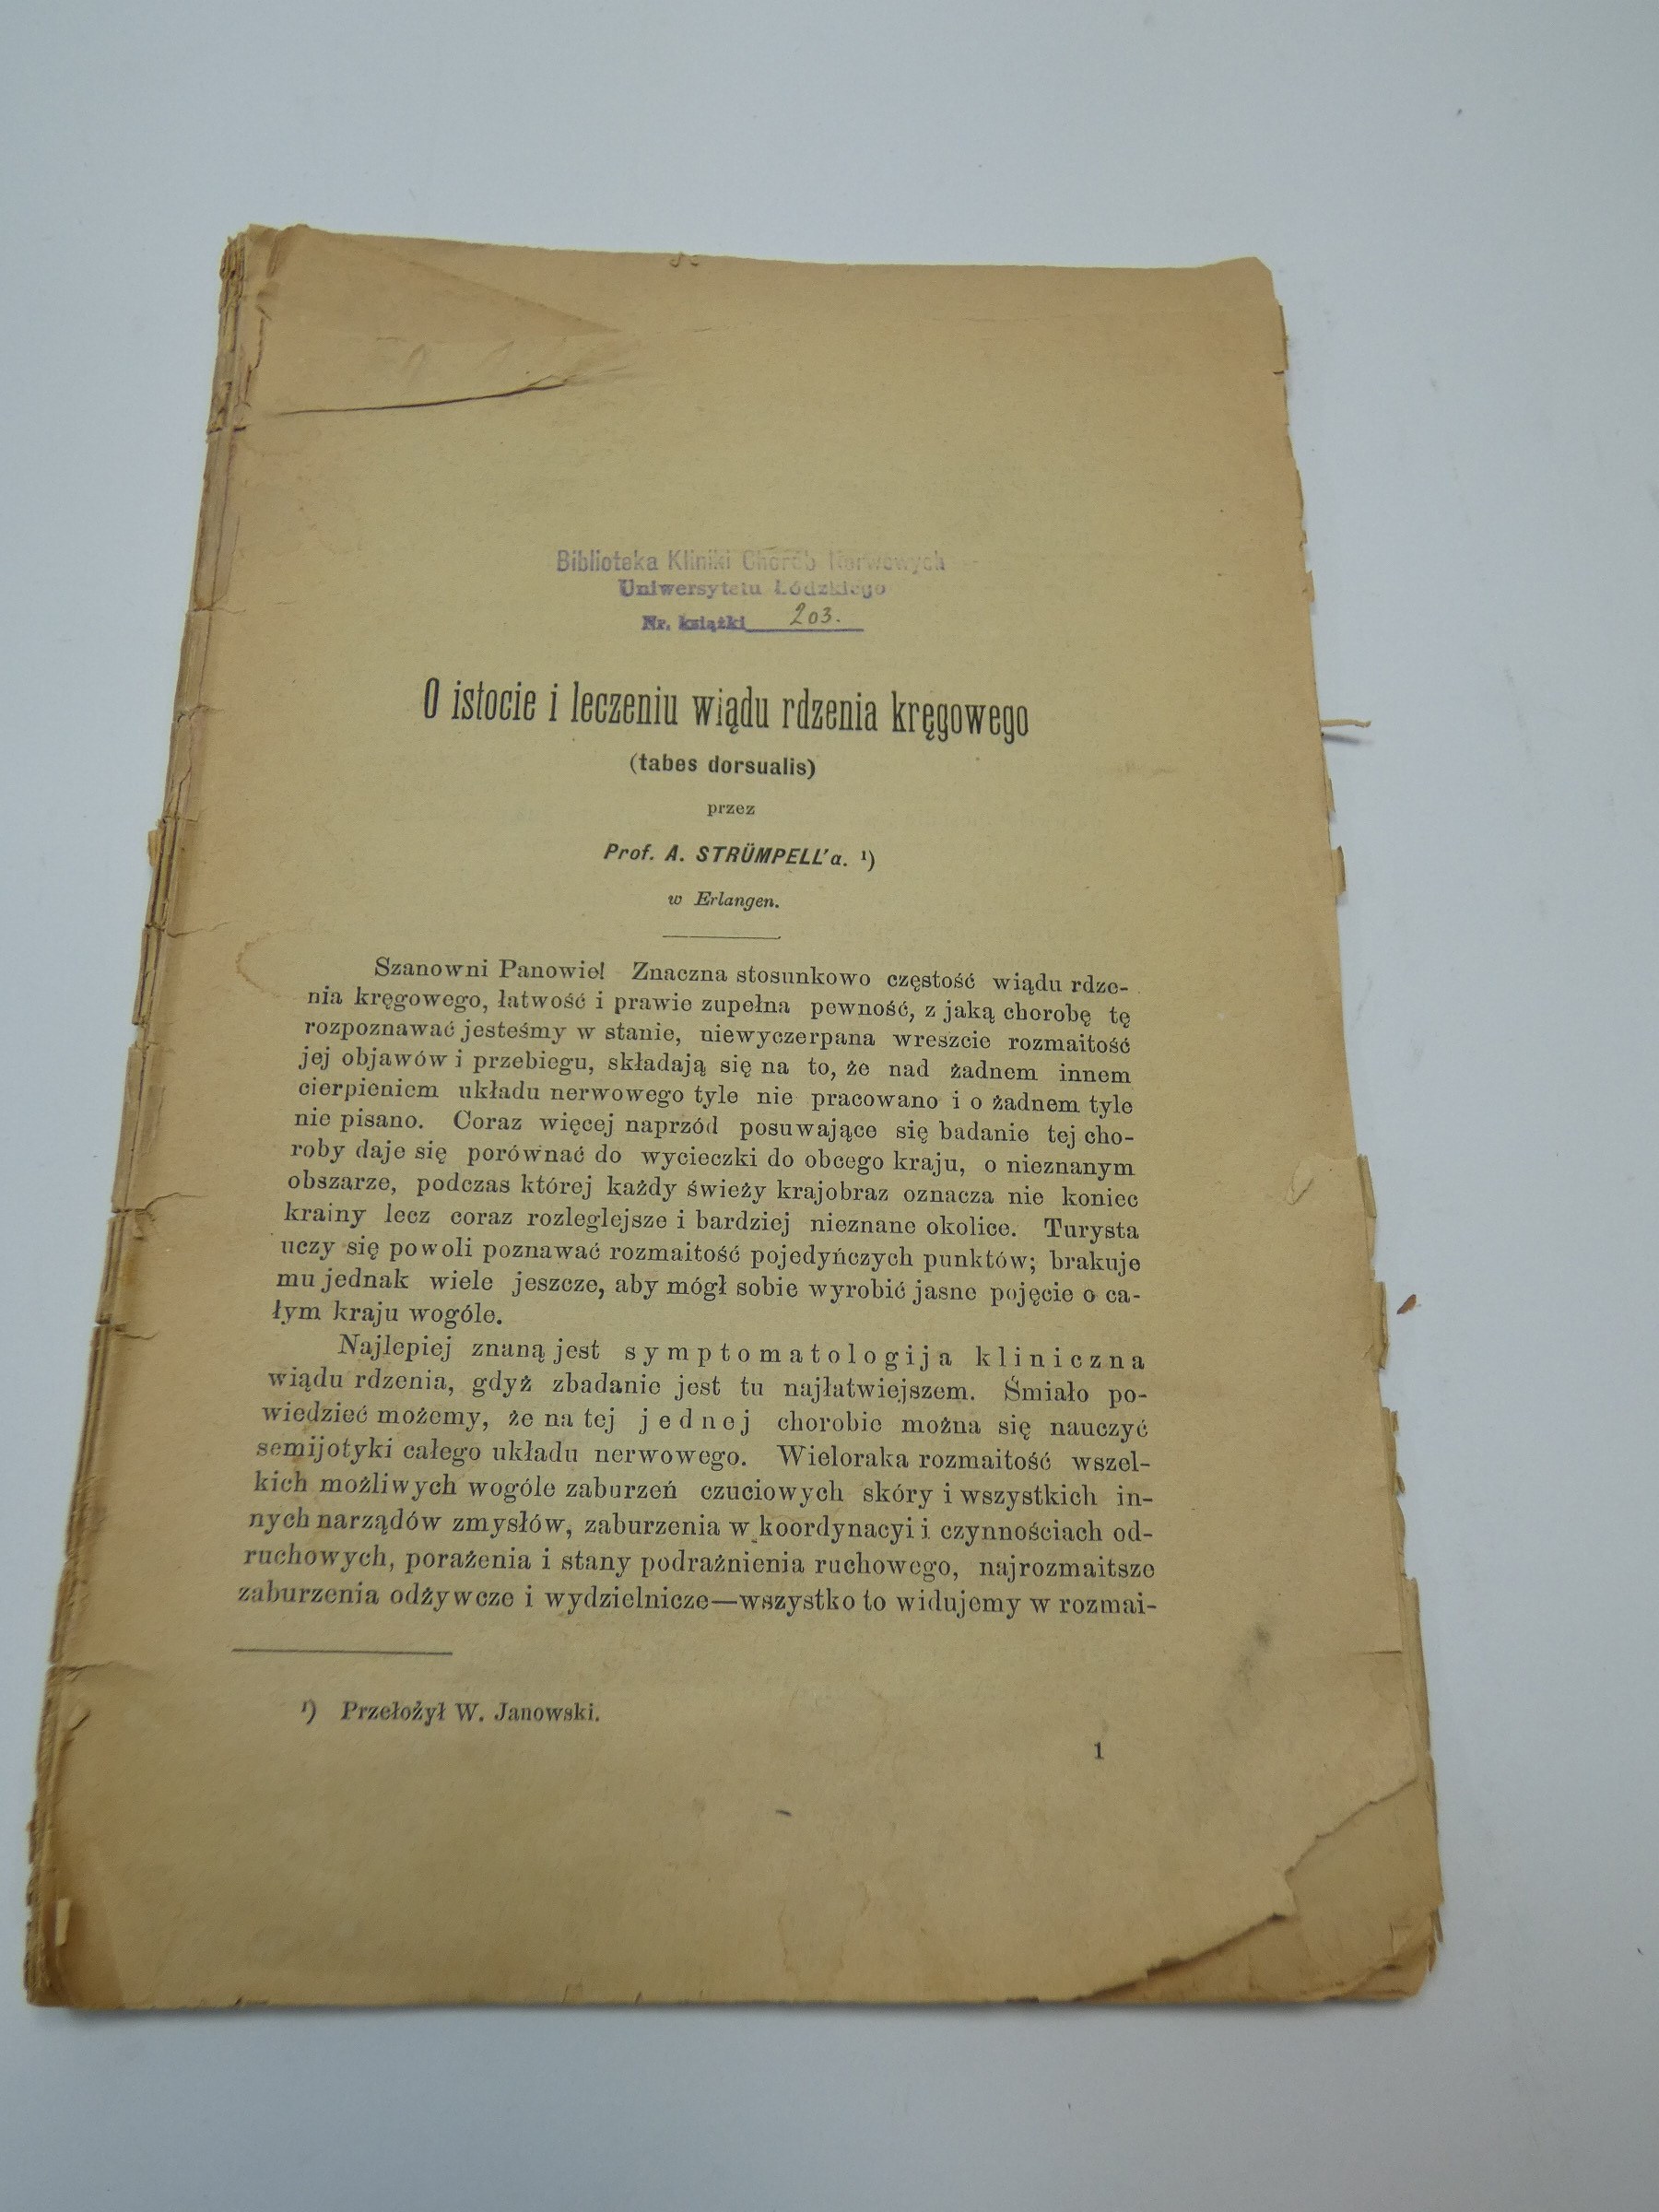 Biblioteka Kliniki Chorób Nerwowych
Uniwersytetu Łódzkiego
Nr. książki 203.
O istocie i leczeniu wiądu rdzenia kręgowego
(tabes dorsualis)
przez
Prof. A. STRÜMPELL'a. ¹)
w Erlangen.
Szanowni Panowie! Znaczna stosunkowo częstość wiądu rdze-
nia kręgowego, łatwość i prawie zupełna pewność, z jaką chorobę tę
rozpoznawać jesteśmy w stanie, niewyczerpana wreszcie rozmaitość
jej objawów i przebiegu, składają się na to, że nad żadnem innem
cierpieniem układu nerwowego tyle nie pracowano i o żadnem tyle
nie pisano. Coraz więcej naprzód posuwające się badanie tej cho-
roby daje się porównać do wycieczki do obcego kraju, o nieznanym
obszarze, podczas której każdy świeży krajobraz oznacza nie koniec
krainy lecz coraz rozleglejsze i bardziej nieznane okolice. Turysta
uczy się powoli poznawać rozmaitość pojedyńczych punktów; brakuje
mu jednak wiele jeszcze, aby mógł sobie wyrobić jasne pojęcie o ca-
łym kraju wogóle.
Najlepiej znaną jest symptomatologija kliniczna
wiądu rdzenia, gdyż zbadanie jest tu najłatwiejszem. Śmiało po-
wiedzieć możemy, że na tej jednej chorobie można się nauczyć
semijotyki całego układu nerwowego. Wieloraka rozmaitość wszel-
kich możliwych wogóle zaburzeń czuciowych skóry i wszystkich in-
nych narządów zmysłów, zaburzenia w koordynacyi i czynnościach od-
ruchowych, porażenia i stany podrażnienia ruchowego, najrozmaitsze
zaburzenia odżywcze i wydzielnicze—wszystko to widujemy w rozmai-
¹) Przełożył W. Janowski.
1